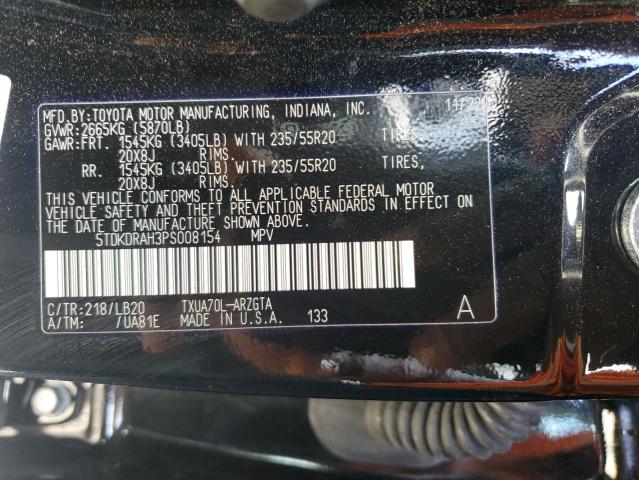 MFD.BY:TOYOTA MOTOR MANUFACTURING, INDIANA, INC. 11/22
GVWR:2665KG (5870LB)
GAWR:FRT. 1545KG (3405LB) WITH 235/55R20 TIRES,
20X8J RIMS.
RR. 1545KG (3405LB) WITH 235/55R20 TIRES,
20X8J RIMS.
THIS VEHICLE CONFORMS TO ALL APPLICABLE FEDERAL MOTOR
VEHICLE SAFETY AND THEFT PREVENTION STANDARDS IN EFFECT ON
THE DATE OF MANUFACTURE SHOWN ABOVE.
5TDKDRAH3PS008154 MPV
C/TR:218/LB20 TXUA70L-ARZGTA
A/TM: /UA81E MADE IN U.S.A. 133 A